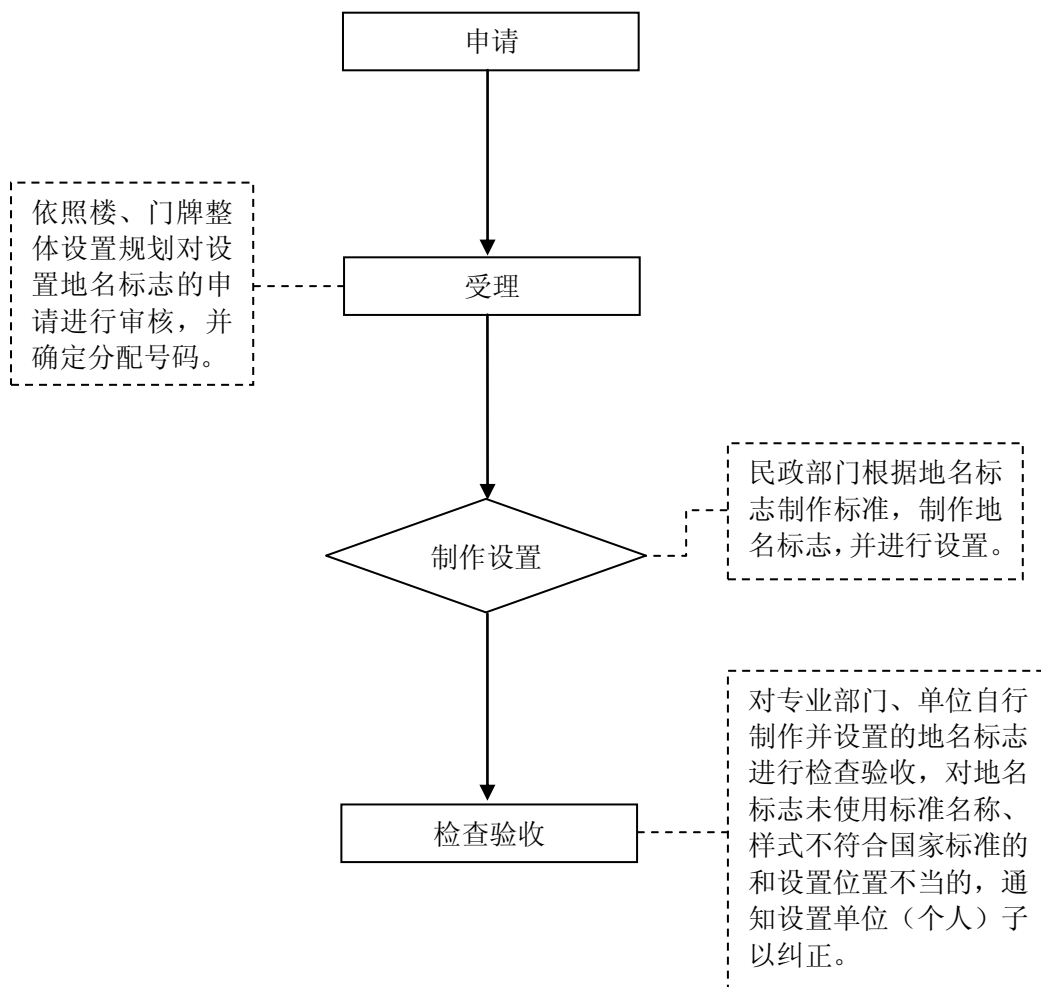 申请
依照楼、门牌整
体设置规划对设
置地名标志的申
请进行审核，并
确定分配号码。
受理
民政部门根据地名标
志制作标准，制作地
名标志，并进行设置。
制作设置
对专业部门、单位自行
制作并设置的地名标志
进行检查验收，对地名
标志未使用标准名称、
样式不符合国家标准的
和设置位置不当的，通
知设置单位（个人）子
以纠正。
检查验收